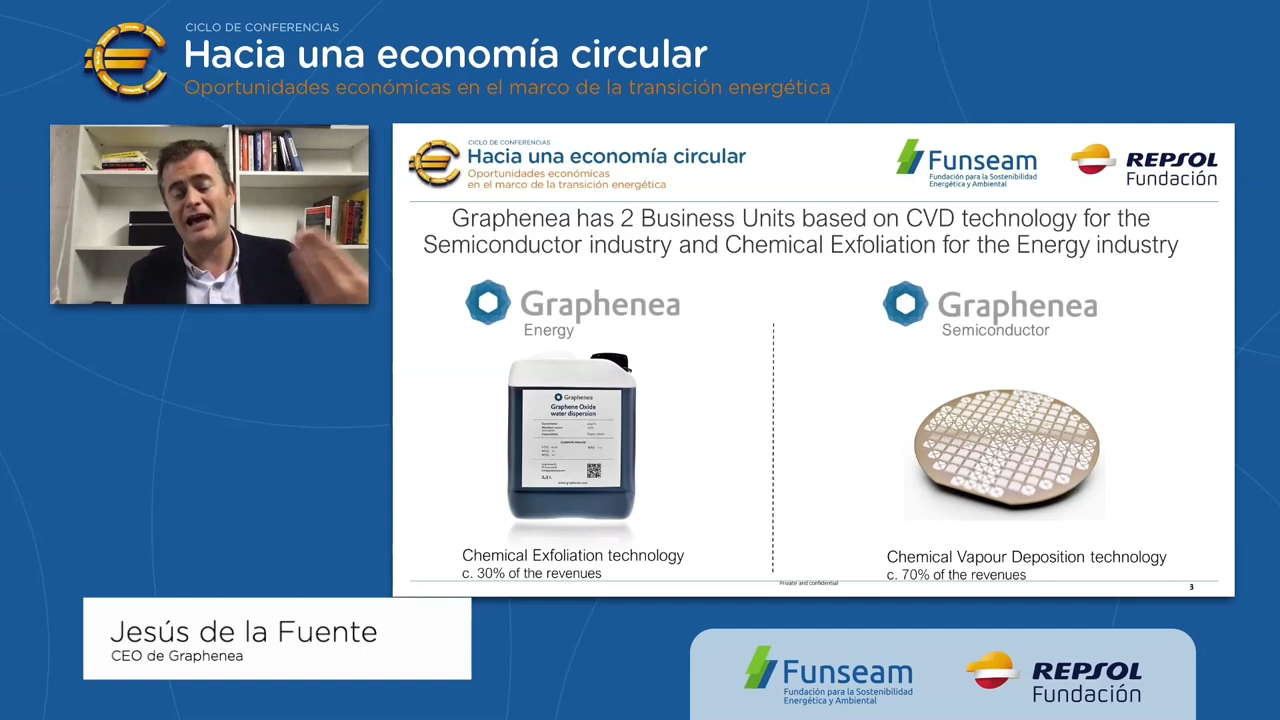 CICLO DE CONFERENCIAS
Hacia una economía circular
Oportunidades económicas en el marco de la transición energética
CICLO DE CONFERENCIAS
Hacia una economía circular
Oportunidades económicas
en el marco de la transición energética
Funseam
Fundación para la Sostenibilidad
Energética y Ambiental
REPSOL
Fundación
Graphenea has 2 Business Units based on CVD technology for the
Semiconductor industry and Chemical Exfoliation for the Energy industry
Graphenea
Energy
Graphenea
Semiconductor
Graphenea
Graphene Oxide
water dispersion
www.graphenea.com
Chemical Exfoliation technology
c. 30% of the revenues
Chemical Vapour Deposition technology
c. 70% of the revenues
Private and confidential
3
Jesús de la Fuente
CEO de Graphenea
Funseam
Fundación para la Sostenibilidad
Energética y Ambiental
REPSOL
Fundación